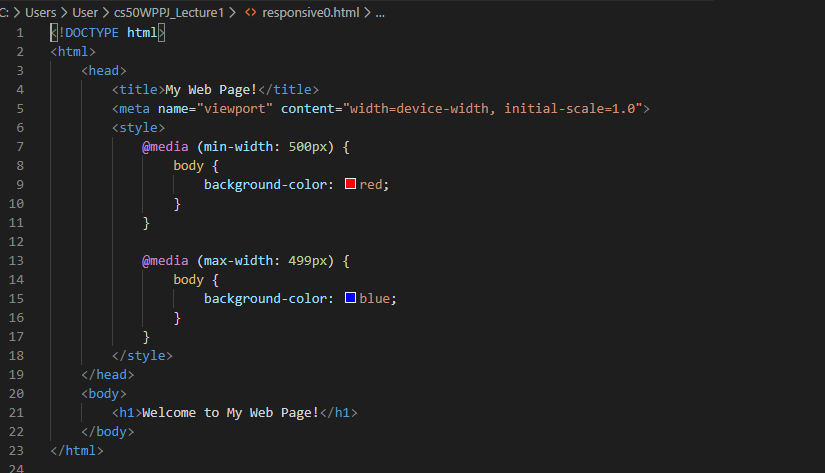 C: > Users > User > cs50WPPJ_Lecture1 > <> responsive0.html > ...
1 <!DOCTYPE html>
2 <html>
3     <head>
4         <title>My Web Page!</title>
5         <meta name="viewport" content="width=device-width, initial-scale=1.0">
6         <style>
7             @media (min-width: 500px) {
8                 body {
9                     background-color: red;
10                 }
11             }
12
13             @media (max-width: 499px) {
14                 body {
15                     background-color: blue;
16                 }
17             }
18         </style>
19     </head>
20     <body>
21         <h1>Welcome to My Web Page!</h1>
22     </body>
23 </html>
24